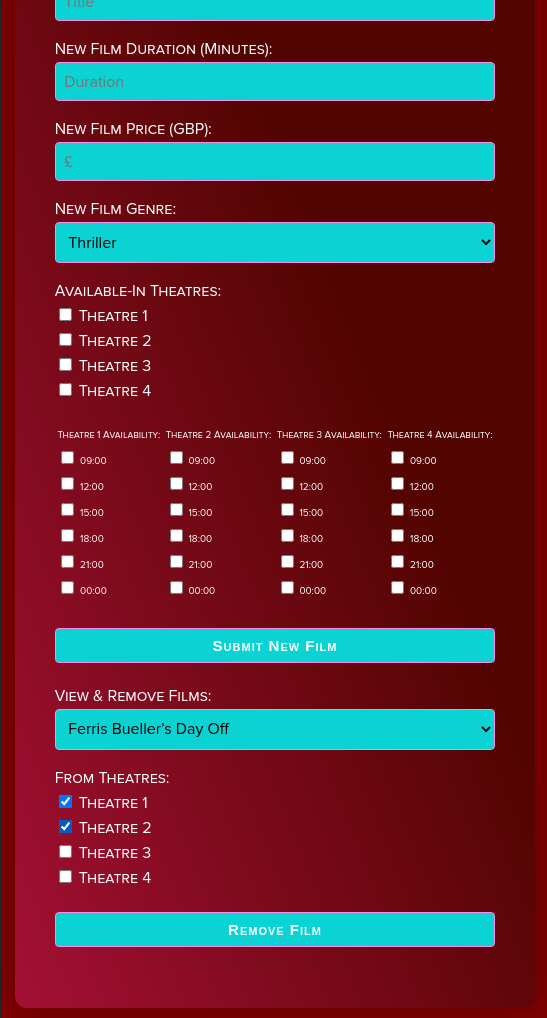 Title
New Film Duration (Minutes):
Duration
New Film Price (GBP):
£
New Film Genre:
Thriller
Available-In Theatres:
Theatre 1
Theatre 2
Theatre 3
Theatre 4
Theatre 1 Availability: Theatre 2 Availability: Theatre 3 Availability: Theatre 4 Availability:
09:00 09:00 09:00 09:00
12:00 12:00 12:00 12:00
15:00 15:00 15:00 15:00
18:00 18:00 18:00 18:00
21:00 21:00 21:00 21:00
00:00 00:00 00:00 00:00
Submit New Film
View & Remove Films:
Ferris Bueller's Day Off
From Theatres:
Theatre 1
Theatre 2
Theatre 3
Theatre 4
Remove Film